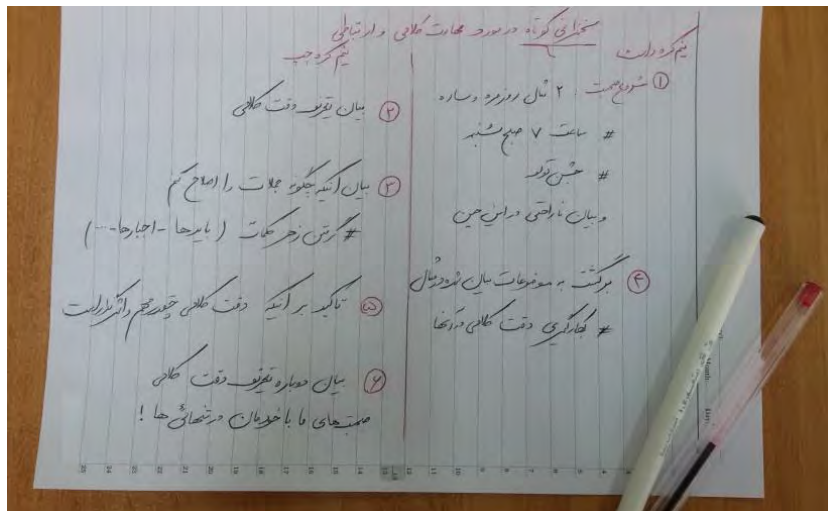 سخنرانی کوتاه در مورد مهارت کلامی و ارتباطی
نیم کره راست
① شروع صحبت : ۲ مثال روزمره و ساده
# ساعت ۷ صبح شنبه
# جشن تولد
و بیان ناراحتی در این حین
④ برگشت به موضوعات بیان شده در مثال
# بکارگیری دقت کلامی در آنها
نیم کره چپ
② بیان تعریف دقت کلامی
③ بیان اینکه چگونه جملات را اصلاح کنیم
# گرفتن زهر کلمات (بایدها - اجبارها - ...)
⑤ تاکید بر اینکه دقت کلامی چقدر مهم و اثرگذار است
⑥ بیان دوباره تعریف دقت کلامی
صحبت‌های ما با خودمان در تنهائی ها !